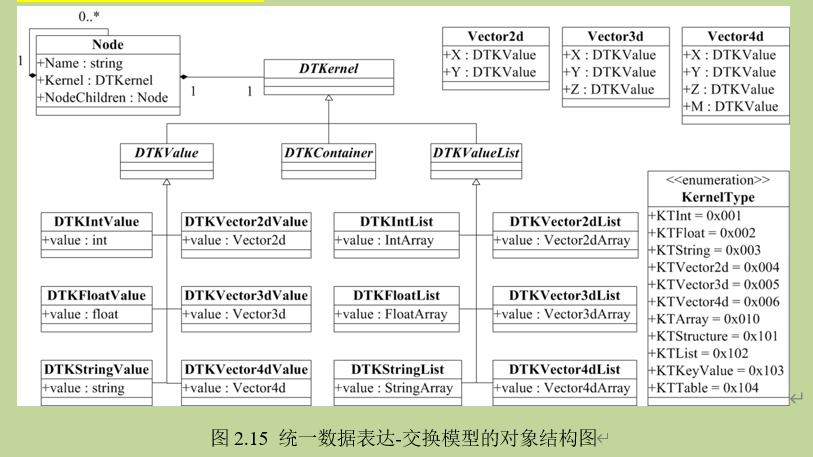 0..*
1
Node
+Name : string
+Kernel : DTKernel
+NodeChildren : Node
1
1
DTKernel
Vector2d
+X : DTKValue
+Y : DTKValue
Vector3d
+X : DTKValue
+Y : DTKValue
+Z : DTKValue
Vector4d
+X : DTKValue
+Y : DTKValue
+Z : DTKValue
+M : DTKValue
DTKValue
DTKContainer
DTKValueList
DTKIntValue
+value : int
DTKVector2dValue
+value : Vector2d
DTKIntList
+value : IntArray
DTKVector2dList
+value : Vector2dArray
DTKFloatValue
+value : float
DTKVector3dValue
+value : Vector3d
DTKFloatList
+value : FloatArray
DTKVector3dList
+value : Vector3dArray
DTKStringValue
+value : string
DTKVector4dValue
+value : Vector4d
DTKStringList
+value : StringArray
DTKVector4dList
+value : Vector4dArray
<<enumeration>>
KernelType
+KTInt = 0x001
+KTFloat = 0x002
+KTString = 0x003
+KTVector2d = 0x004
+KTVector3d = 0x005
+KTVector4d = 0x006
+KTArray = 0x010
+KTStructure = 0x101
+KTList = 0x102
+KTKeyValue = 0x103
+KTTable = 0x104
图 2.15 统一数据表达-交换模型的对象结构图